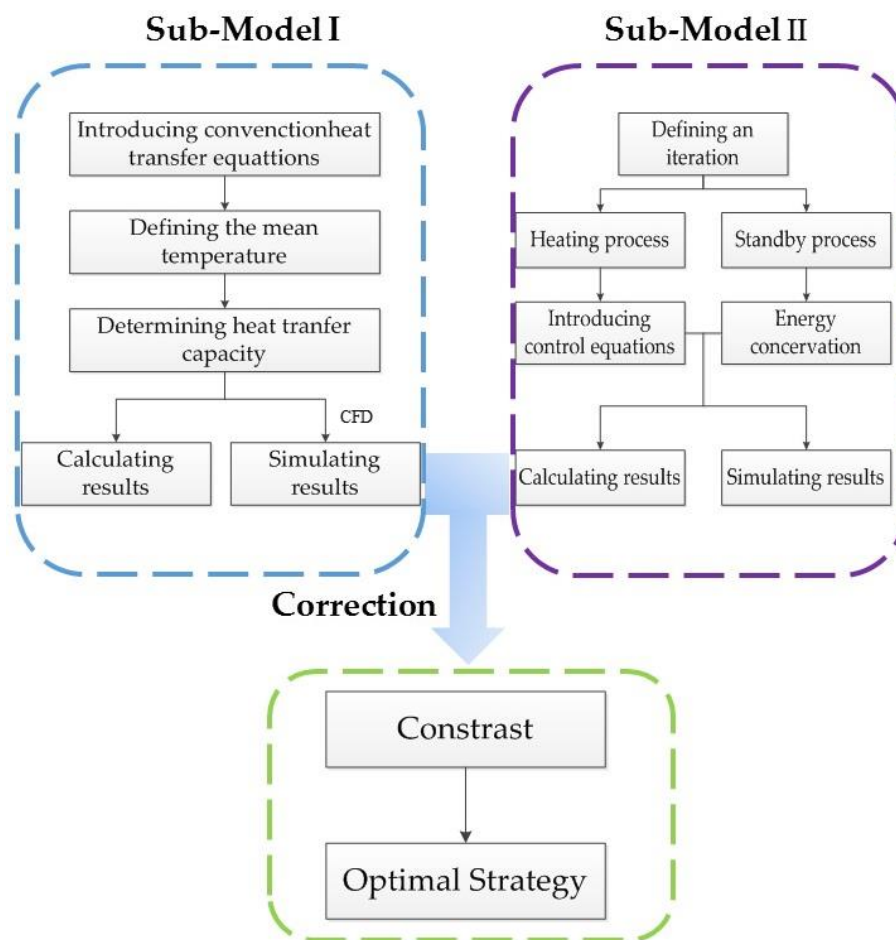 Sub-Model I
Introducing convenctionheat
transfer equattions
Defining the mean
temperature
Determining heat tranfer
capacity
CFD
Calculating
results
Simulating
results
Sub-Model II
Defining an
iteration
Heating process
Standby process
Introducing
control equations
Energy
concervation
Calculating results
Simulating results
Correction
Constrast
Optimal Strategy